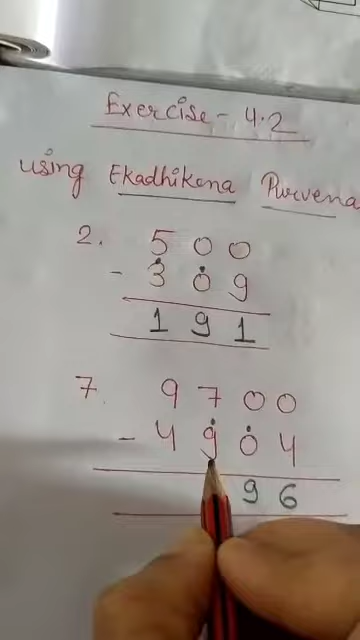 Exercise - 4.2
using Ekadhikena Purvena
2. 5 0 0
- 3 0 9
1 9 1
7. 9 7 0 0
- 4 9 0 4
9 6